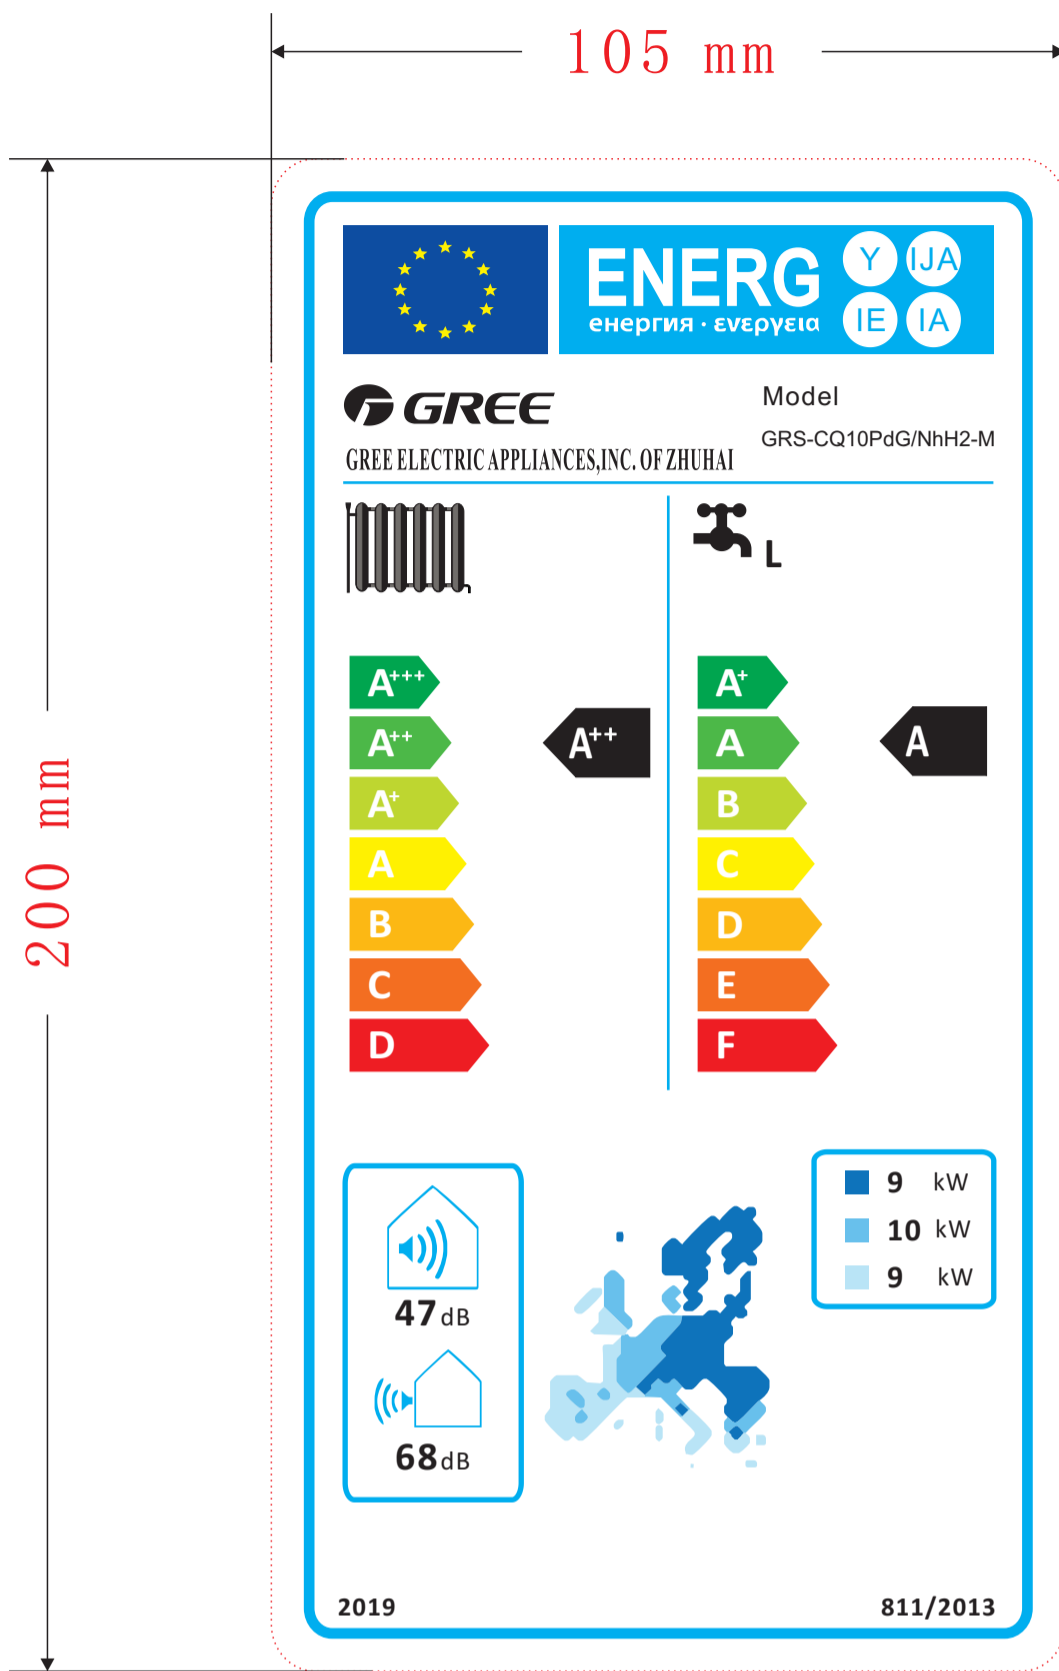 105 mm
200 mm
ENERG
енергия · ενεργεια
Y
IJA
IE
IA
GREE
GREE ELECTRIC APPLIANCES,INC. OF ZHUHAI
Model
GRS-CQ10PdG/NhH2-M
L
A+++
A++
A+
A
B
C
D
A++
A+
A
B
C
D
E
F
A
47 dB
68 dB
9 kW
10 kW
9 kW
2019
811/2013